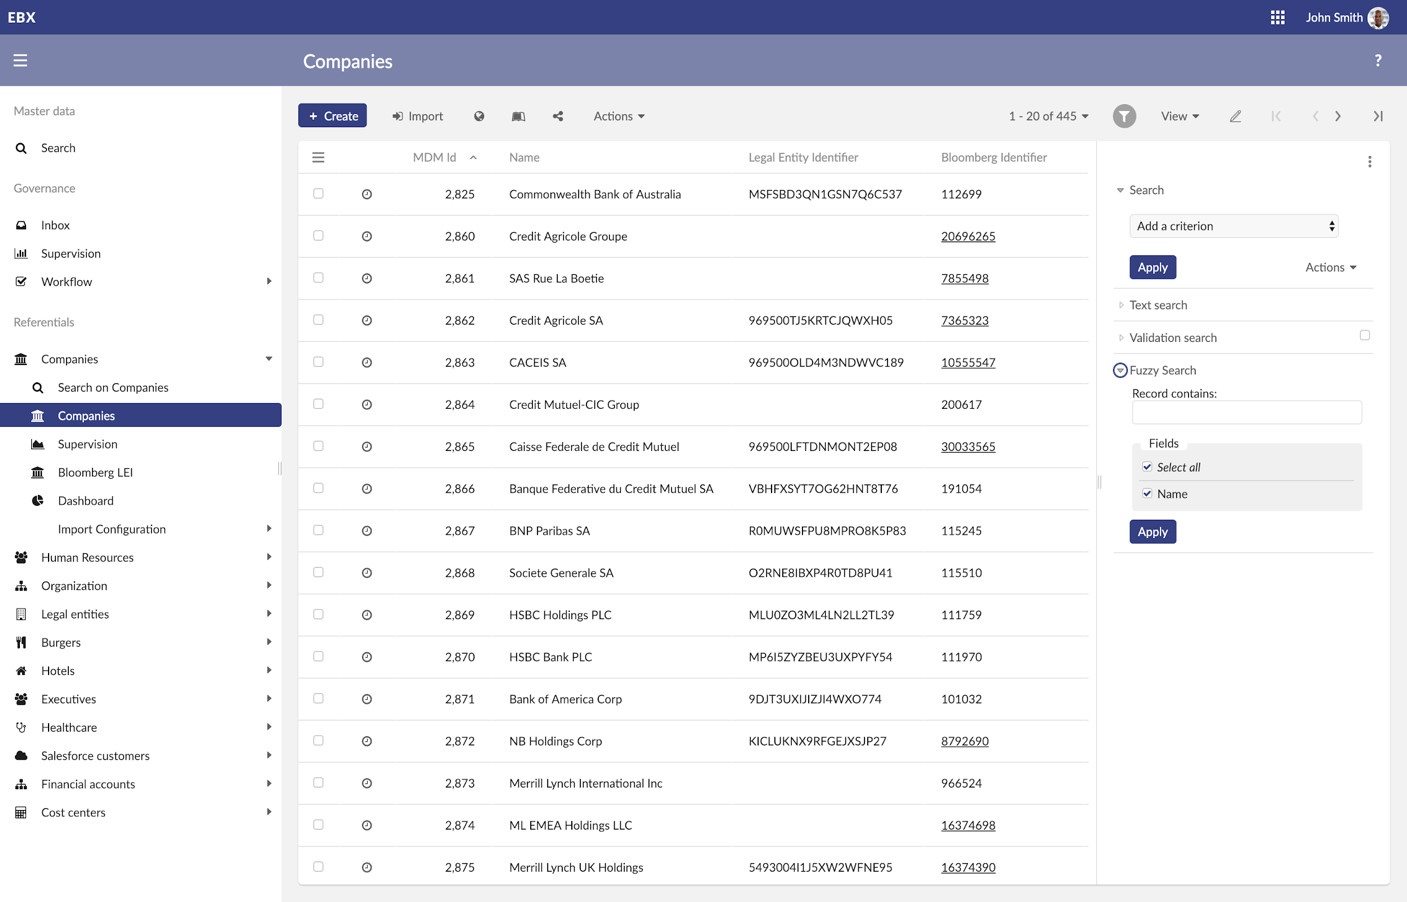 EBX
John Smith
Companies
?
Master data
Search
Governance
Inbox
Supervision
Workflow
Referentials
Companies
Search on Companies
Companies
Supervision
Bloomberg LEI
Dashboard
Import Configuration
Human Resources
Organization
Legal entities
Burgers
Hotels
Executives
Healthcare
Salesforce customers
Financial accounts
Cost centers
+ Create Import Actions 1 - 20 of 445 View
MDM Id Name Legal Entity Identifier Bloomberg Identifier
2,825 Commonwealth Bank of Australia MSFSBD3QN1GSN7Q6C537 112699
2,860 Credit Agricole Groupe 20696265
2,861 SAS Rue La Boetie 7855498
2,862 Credit Agricole SA 969500TJ5KRTCJQWXH05 7365323
2,863 CACEIS SA 969500OLD4M3NDWVC189 10555547
2,864 Credit Mutuel-CIC Group 200617
2,865 Caisse Federale de Credit Mutuel 969500LFTDNMONT2EP08 30033565
2,866 Banque Federative du Credit Mutuel SA VBHFXSYT7OG62HNT8T76 191054
2,867 BNP Paribas SA R0MUWSFPU8MPRO8K5P83 115245
2,868 Societe Generale SA O2RNE8IBXP4R0TD8PU41 115510
2,869 HSBC Holdings PLC MLU0ZO3ML4LN2LL2TL39 111759
2,870 HSBC Bank PLC MP6I5ZYZBEU3UXPYFY54 111970
2,871 Bank of America Corp 9DJT3UXIJIZJI4WXO774 101032
2,872 NB Holdings Corp KICLUKNX9RFGEJXSJP27 8792690
2,873 Merrill Lynch International Inc 966524
2,874 ML EMEA Holdings LLC 16374698
2,875 Merrill Lynch UK Holdings 5493004I1J5XW2WFNE95 16374390
Search
Add a criterion
Apply Actions
Text search
Validation search
Fuzzy Search
Record contains:
Fields
Select all
Name
Apply